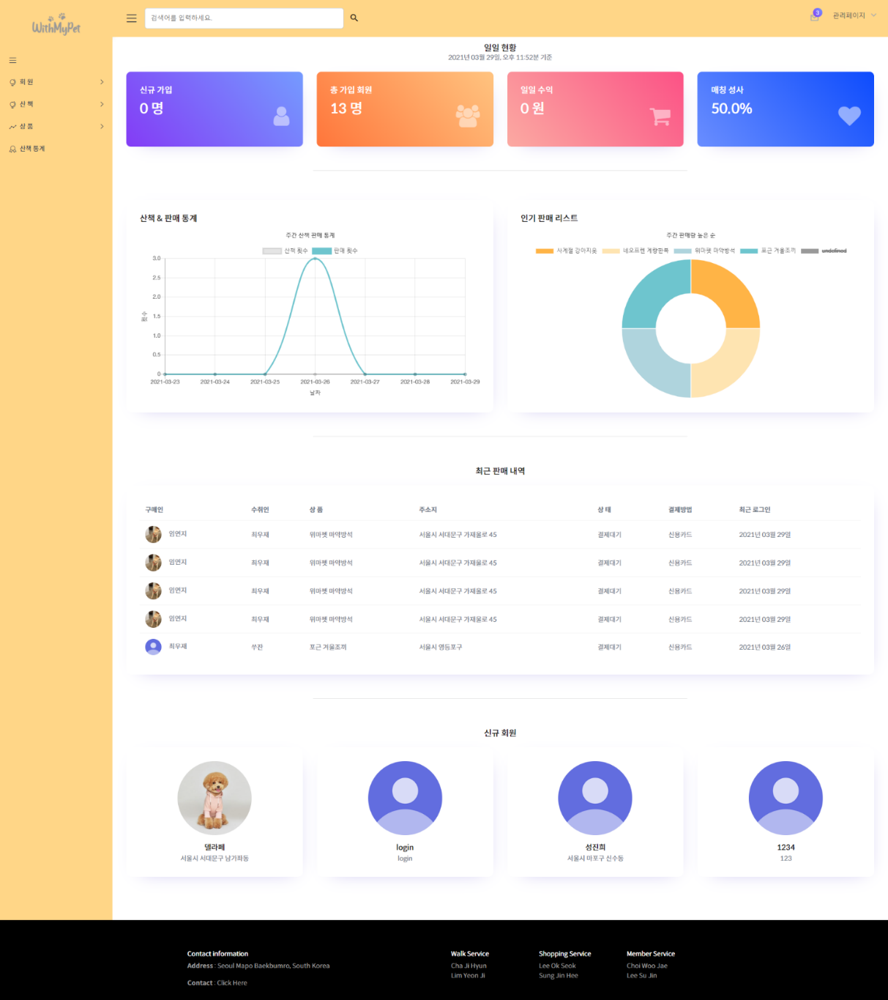 WithMyPet
검색어를 입력하세요.
3
관리페이지
회원
산책
상품
산책 통계
일일 현황
2021년 03월 29일, 오후 11:52분 기준
신규 가입
0 명
총 가입 회원
13 명
일일 수익
0 원
매칭 성사
50.0%
산책 & 판매 통계
주간 산책 판매 통계
산책 횟수 판매 횟수
3.0
2.5
2.0
1.5
1.0
0.5
0
횟수
2021-03-23 2021-03-24 2021-03-25 2021-03-26 2021-03-27 2021-03-28 2021-03-29
날짜
인기 판매 리스트
주간 판매량 높은 순
사계절 강아지옷 네오프렌 계량한복 위마펫 마약방석 포근 겨울조끼 undefined
최근 판매 내역
구매인 수취인 상 품 주소지 상 태 결제방법 최근 로그인
임연지 최우재 위마펫 마약방석 서울시 서대문구 가재울로 45 결제대기 신용카드 2021년 03월 29일
임연지 최우재 위마펫 마약방석 서울시 서대문구 가재울로 45 결제대기 신용카드 2021년 03월 29일
임연지 최우재 위마펫 마약방석 서울시 서대문구 가재울로 45 결제대기 신용카드 2021년 03월 29일
임연지 최우재 위마펫 마약방석 서울시 서대문구 가재울로 45 결제대기 신용카드 2021년 03월 29일
최우재 쑤잔 포근 겨울조끼 서울시 영등포구 결제대기 신용카드 2021년 03월 26일
신규 회원
델라페
서울시 서대문구 남가좌동
login
login
성진희
서울시 마포구 신수동
1234
123
Contact information
Address : Seoul Mapo Baekbumro, South Korea
Contact : Click Here
Walk Service
Cha Ji Hyun
Lim Yeon Ji
Shopping Service
Lee Ok Seok
Sung Jin Hee
Member Service
Choi Woo Jae
Lee Su Jin